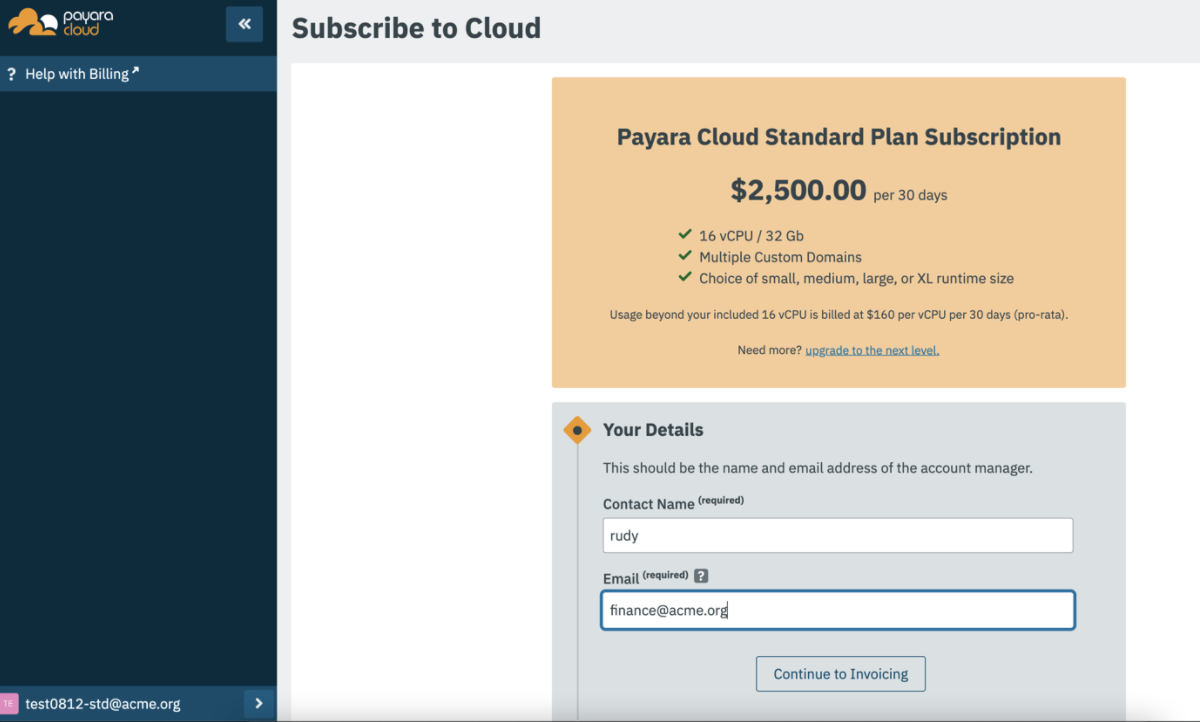 payara
cloud
«
? Help with Billing
Subscribe to Cloud
Payara Cloud Standard Plan Subscription
$2,500.00 per 30 days
16 vCPU / 32 Gb
Multiple Custom Domains
Choice of small, medium, large, or XL runtime size
Usage beyond your included 16 vCPU is billed at $160 per vCPU per 30 days (pro-rata).
Need more? upgrade to the next level.
Your Details
This should be the name and email address of the account manager.
Contact Name (required)
rudy
Email (required) ?
finance@acme.org
Continue to Invoicing
TE test0812-std@acme.org